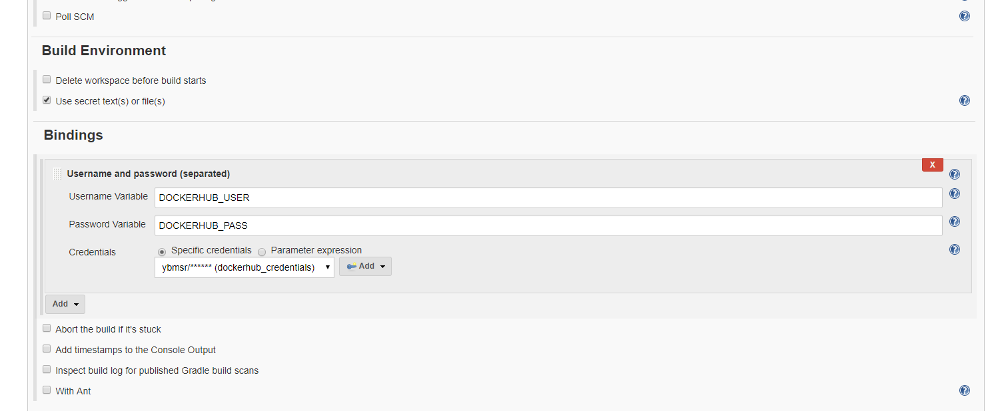 Poll SCM
Build Environment
Delete workspace before build starts
Use secret text(s) or file(s)
Bindings
X
Username and password (separated)
Username Variable DOCKERHUB_USER
Password Variable DOCKERHUB_PASS
Credentials Specific credentials Parameter expression
ybmsr/****** (dockerhub_credentials) Add
Add
Abort the build if it's stuck
Add timestamps to the Console Output
Inspect build log for published Gradle build scans
With Ant